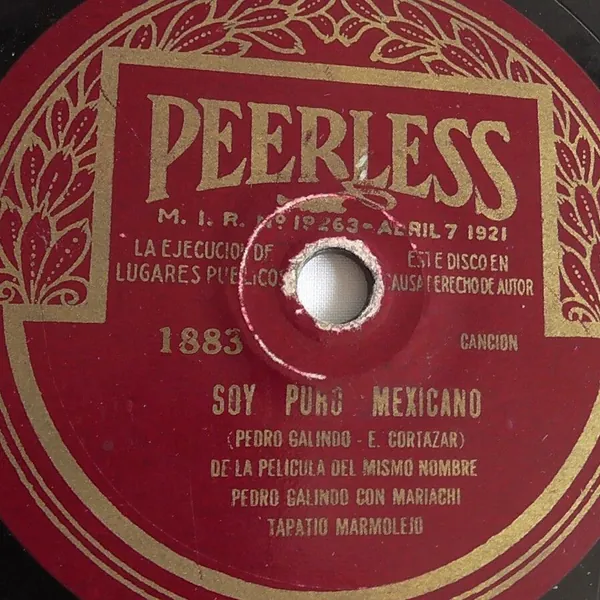 PEERLESS
M. I. R. Nº 19263-ABRIL 7 1921
LA EJECUCION DE ESTE DISCO EN
LUGARES PUBLICOS CAUSA DERECHO DE AUTOR
1883 CANCION
SOY PURO MEXICANO
(PEDRO GALINDO - E. CORTAZAR)
DE LA PELICULA DEL MISMO NOMBRE
PEDRO GALINDO CON MARIACHI
TAPATIO MARMOLEJO